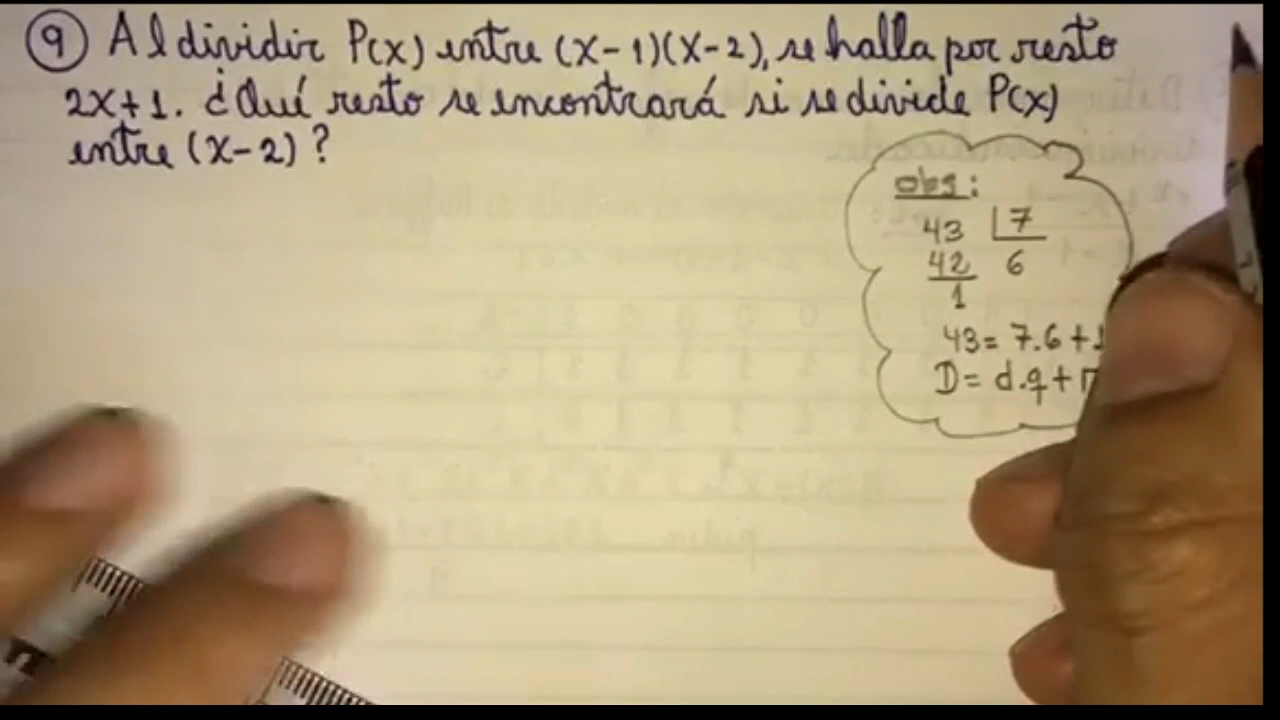 9 Al dividir P(x) entre (x-1)(x-2), se halla por resto
2x+1. ¿Qué resto se encontrará si se divide P(x)
entre (x-2)?
obs:
43 7
42 6
1
43 = 7.6+1
D = d.q+r